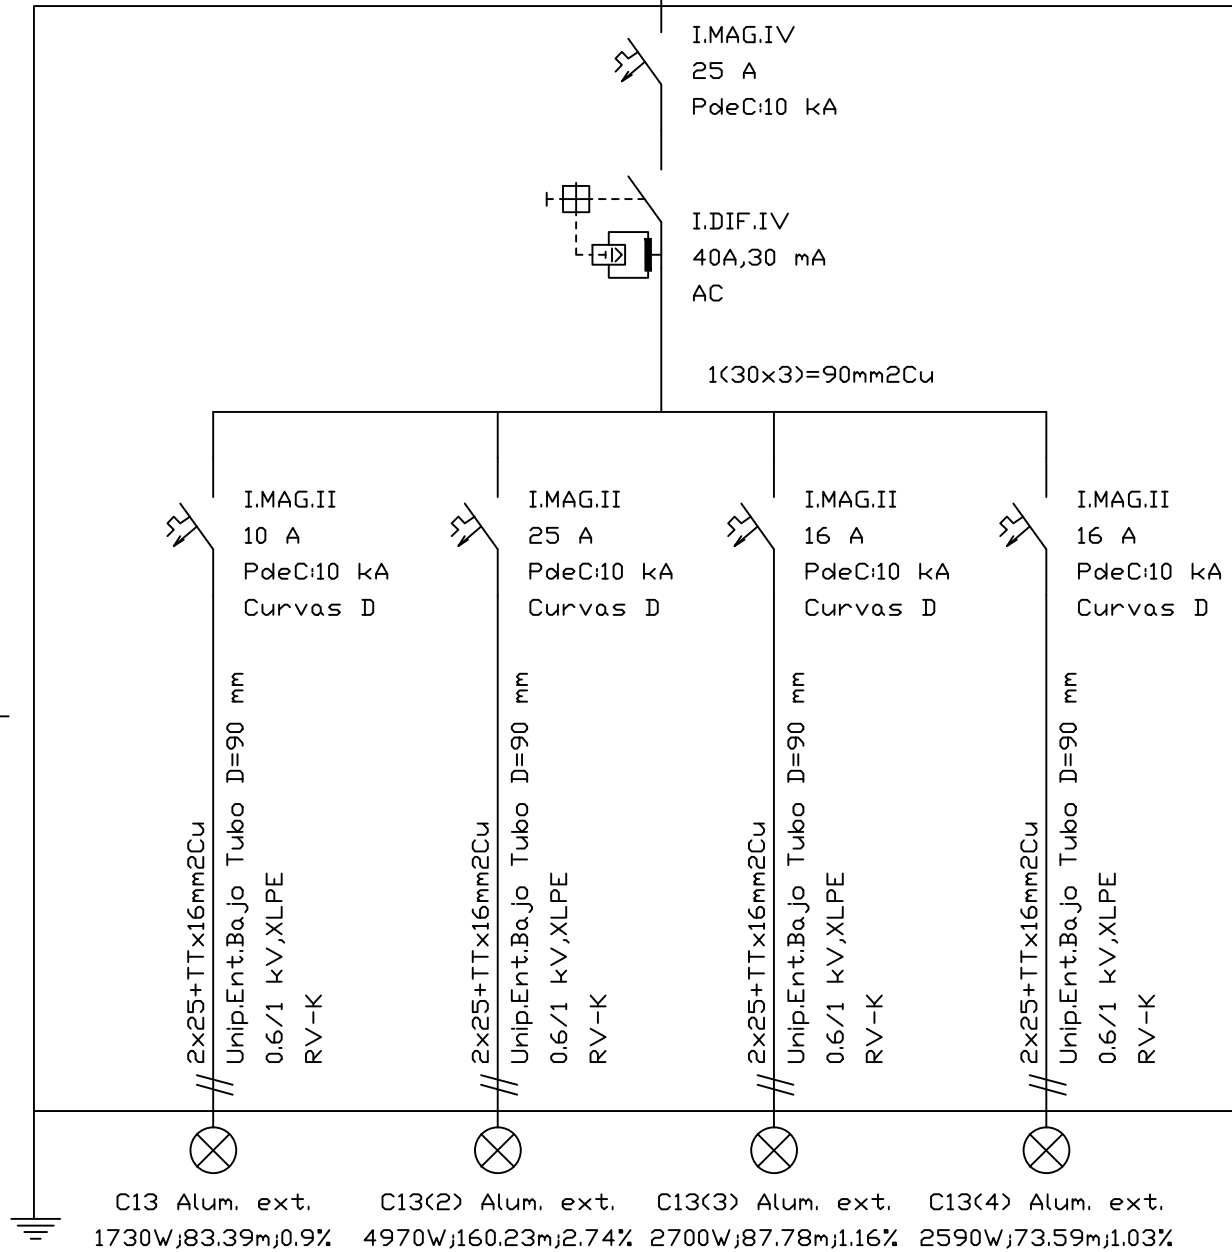 I.MAG.IV
25 A
PdeC:10 kA
I.DIF.IV
40A,30 mA
AC
1(30x3)=90mm2Cu
I.MAG.II
10 A
PdeC:10 kA
Curvas D
I.MAG.II
25 A
PdeC:10 kA
Curvas D
I.MAG.II
16 A
PdeC:10 kA
Curvas D
I.MAG.II
16 A
PdeC:10 kA
Curvas D
2x25+TTx16mm2Cu
Unip.Ent.Bajo Tubo D=90 mm
0.6/1 kV,XLPE
RV-K
2x25+TTx16mm2Cu
Unip.Ent.Bajo Tubo D=90 mm
0.6/1 kV,XLPE
RV-K
2x25+TTx16mm2Cu
Unip.Ent.Bajo Tubo D=90 mm
0.6/1 kV,XLPE
RV-K
2x25+TTx16mm2Cu
Unip.Ent.Bajo Tubo D=90 mm
0.6/1 kV,XLPE
RV-K
C13 Alum. ext.
1730W;83.39m;0.9%
C13(2) Alum. ext.
4970W;160.23m;2.74%
C13(3) Alum. ext.
2700W;87.78m;1.16%
C13(4) Alum. ext.
2590W;73.59m;1.03%